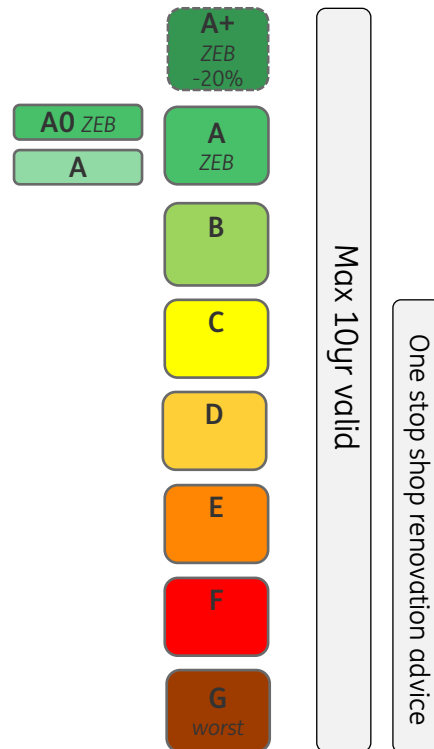 A+
ZEB
-20%
A0 ZEB
A
A
ZEB
B
C
D
E
F
G
worst
Max 10yr valid
One stop shop renovation advice